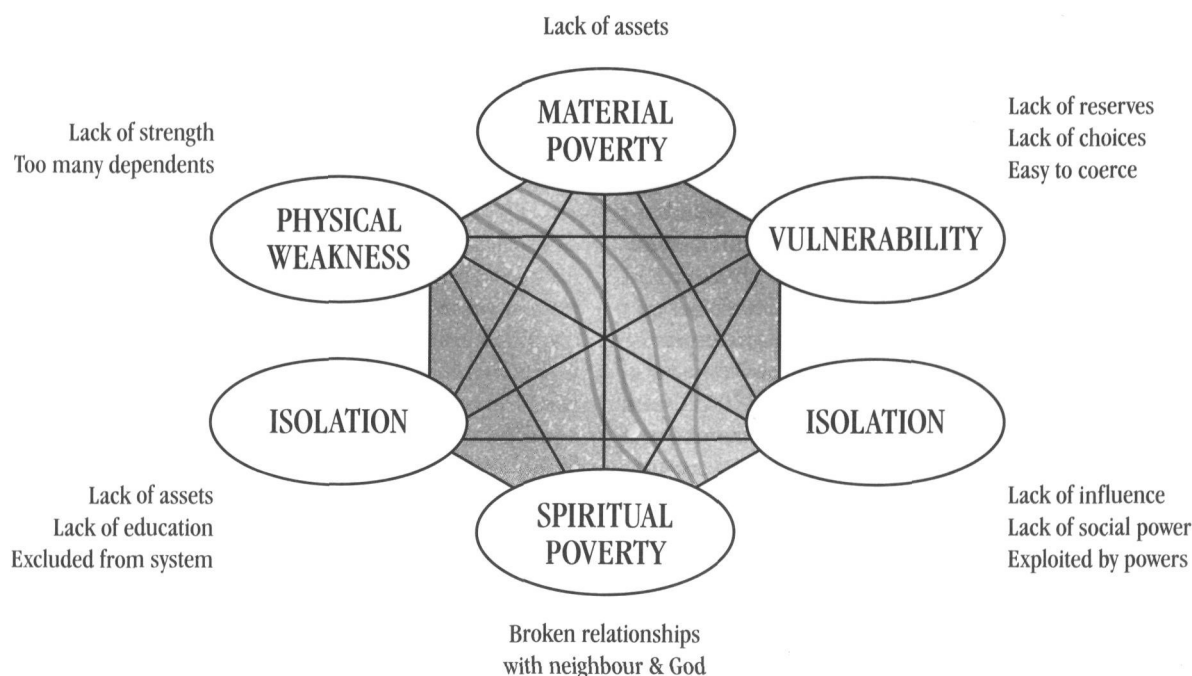 Lack of assets
MATERIAL
POVERTY
Lack of strength
Too many dependents
PHYSICAL
WEAKNESS
Lack of reserves
Lack of choices
Easy to coerce
VULNERABILITY
ISOLATION
Lack of assets
Lack of education
Excluded from system
ISOLATION
Lack of influence
Lack of social power
Exploited by powers
SPIRITUAL
POVERTY
Broken relationships
with neighbour & God